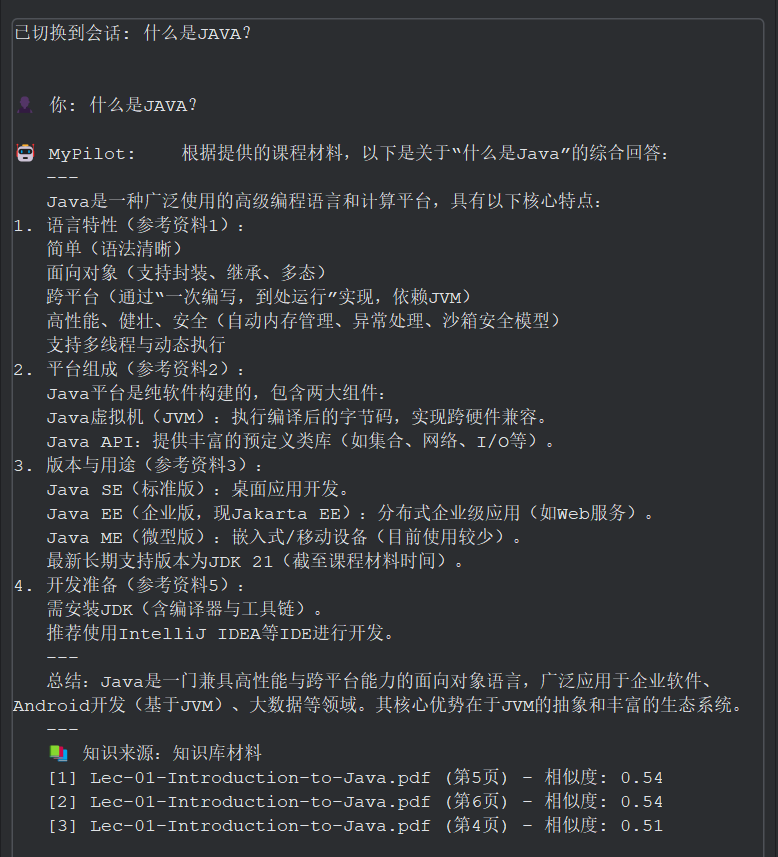 已切换到会话: 什么是JAVA?
你: 什么是JAVA?
MyPilot: 根据提供的课程材料，以下是关于“什么是Java”的综合回答：
---
Java是一种广泛使用的高级编程语言和计算平台，具有以下核心特点：
1. 语言特性（参考资料1）：
简单（语法清晰）
面向对象（支持封装、继承、多态）
跨平台（通过“一次编写，到处运行”实现，依赖JVM）
高性能、健壮、安全（自动内存管理、异常处理、沙箱安全模型）
支持多线程与动态执行
2. 平台组成（参考资料2）：
Java平台是纯软件构建的，包含两大组件：
Java虚拟机（JVM）：执行编译后的字节码，实现跨硬件兼容。
Java API：提供丰富的预定义类库（如集合、网络、I/O等）。
3. 版本与用途（参考资料3）：
Java SE（标准版）：桌面应用开发。
Java EE（企业版，现Jakarta EE）：分布式企业级应用（如Web服务）。
Java ME（微型版）：嵌入式/移动设备（目前使用较少）。
最新长期支持版本为JDK 21（截至课程材料时间）。
4. 开发准备（参考资料5）：
需安装JDK（含编译器与工具链）。
推荐使用IntelliJ IDEA等IDE进行开发。
---
总结：Java是一门兼具高性能与跨平台能力的面向对象语言，广泛应用于企业软件、
Android开发（基于JVM）、大数据等领域。其核心优势在于JVM的抽象和丰富的生态系统。
---
知识来源：知识库材料
[1] Lec-01-Introduction-to-Java.pdf (第5页) - 相似度: 0.54
[2] Lec-01-Introduction-to-Java.pdf (第6页) - 相似度: 0.54
[3] Lec-01-Introduction-to-Java.pdf (第4页) - 相似度: 0.51